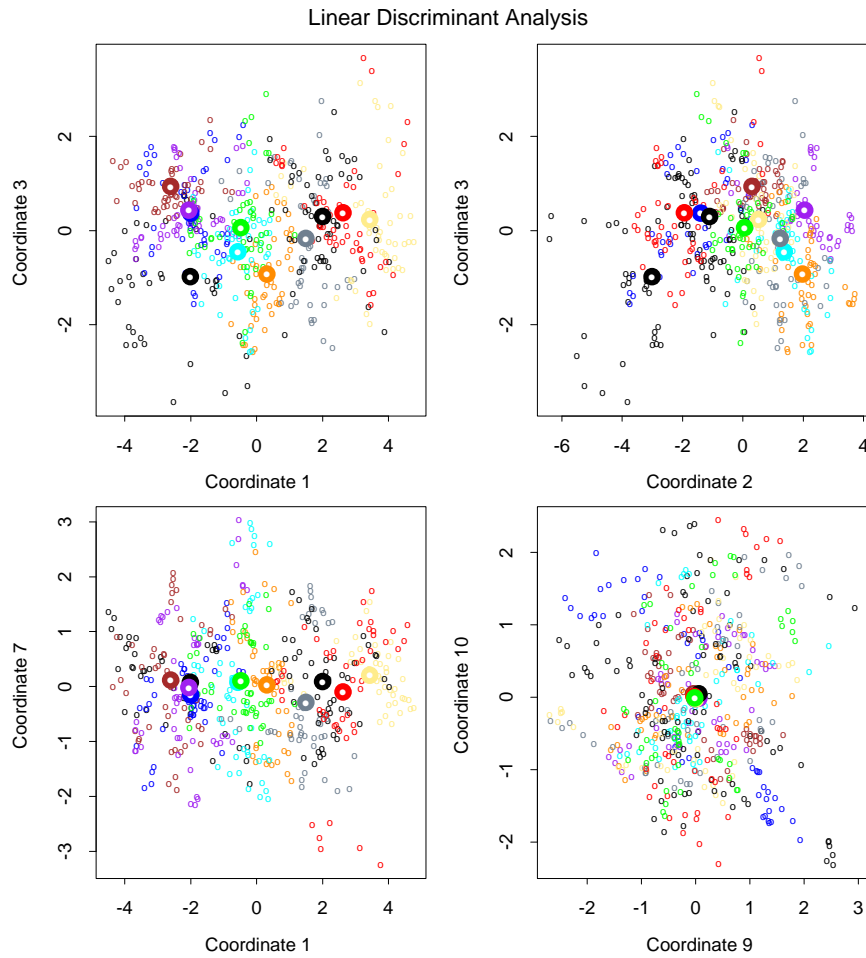 Linear Discriminant Analysis
Coordinate 3
2
0
-2
-4 -2 0 2 4
Coordinate 1
Coordinate 3
2
0
-2
-6 -4 -2 0 2 4
Coordinate 2
Coordinate 7
3
2
1
0
-1
-2
-3
-4 -2 0 2 4
Coordinate 1
Coordinate 10
2
1
0
-1
-2
-2 -1 0 1 2 3
Coordinate 9